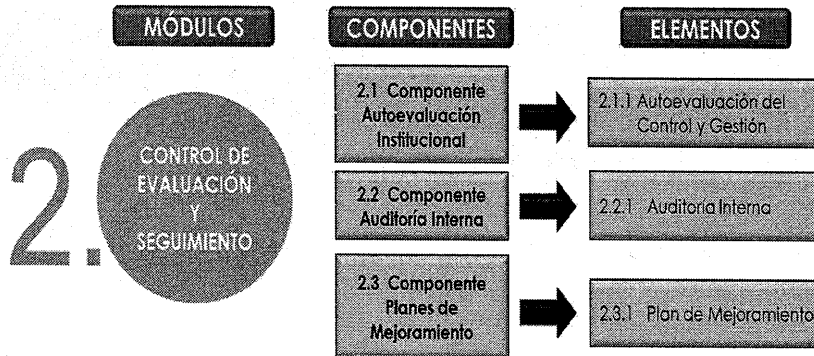 MÓDULOS
COMPONENTES
ELEMENTOS
2.
CONTROL DE
EVALUACIÓN
Y
SEGUIMIENTO
2.1 Componente
Autoevaluación
Institucional
2.1.1 Autoevaluación del
Control y Gestión
2.2 Componente
Auditoría Interna
2.2.1 Auditoría Interna
2.3 Componente
Planes de
Mejoramiento
2.3.1 Plan de Mejoramiento